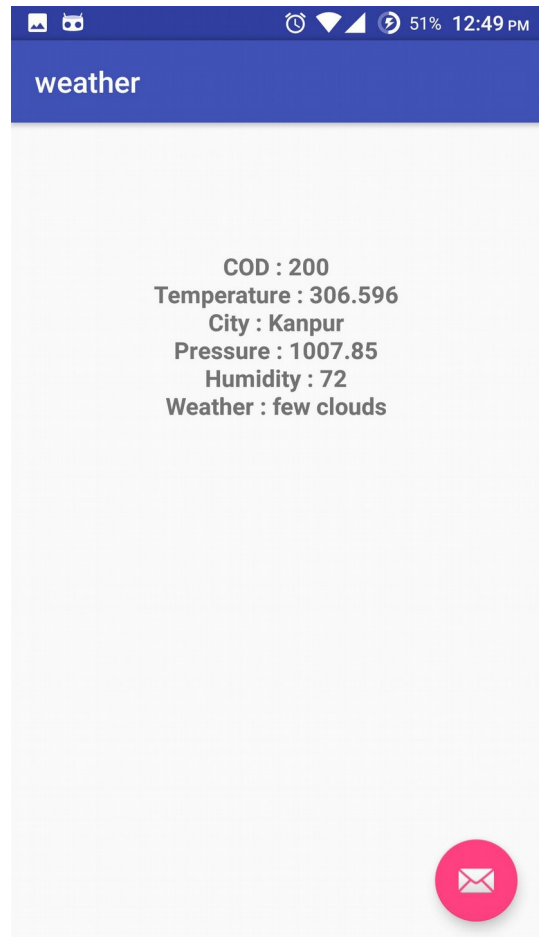 51% 12:49 PM
weather
COD : 200
Temperature : 306.596
City : Kanpur
Pressure : 1007.85
Humidity : 72
Weather : few clouds